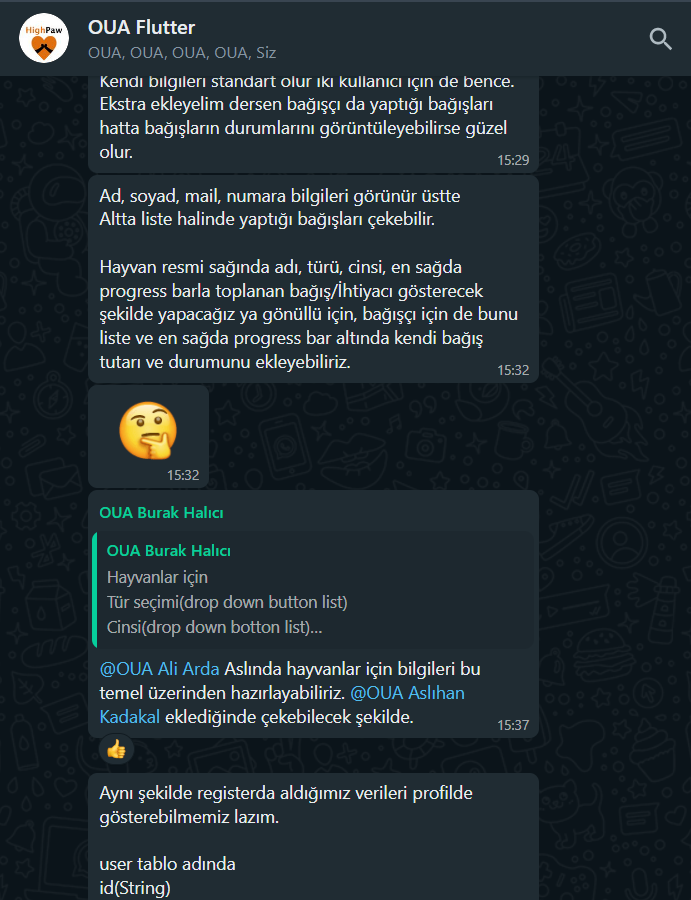 HighPaw
OUA Flutter
OUA, OUA, OUA, OUA, Siz
Kendi bilgileri standart olur iki kullanıcı için de bence.
Ekstra ekleyelim dersen bağışçı da yaptığı bağışları
hatta bağışların durumlarını görüntüleyebilirse güzel
olur.
15:29
Ad, soyad, mail, numara bilgileri görünür üstte
Altta liste halinde yaptığı bağışları çekebilir.
Hayvan resmi sağında adı, türü, cinsi, en sağda
progress barla toplanan bağış/İhtiyacı gösterecek
şekilde yapacağız ya gönüllü için, bağışçı için de bunu
liste ve en sağda progress bar altında kendi bağış
tutarı ve durumunu ekleyebiliriz.
15:32
15:32
OUA Burak Halıcı
OUA Burak Halıcı
Hayvanlar için
Tür seçimi(drop down button list)
Cinsi(drop down botton list)...
@OUA Ali Arda Aslında hayvanlar için bilgileri bu
temel üzerinden hazırlayabiliriz. @OUA Aslıhan
Kadakal eklediğinde çekebilecek şekilde.
15:37
Aynı şekilde registerda aldığımız verileri profilde
gösterebilmemiz lazım.
user tablo adında
id(String)